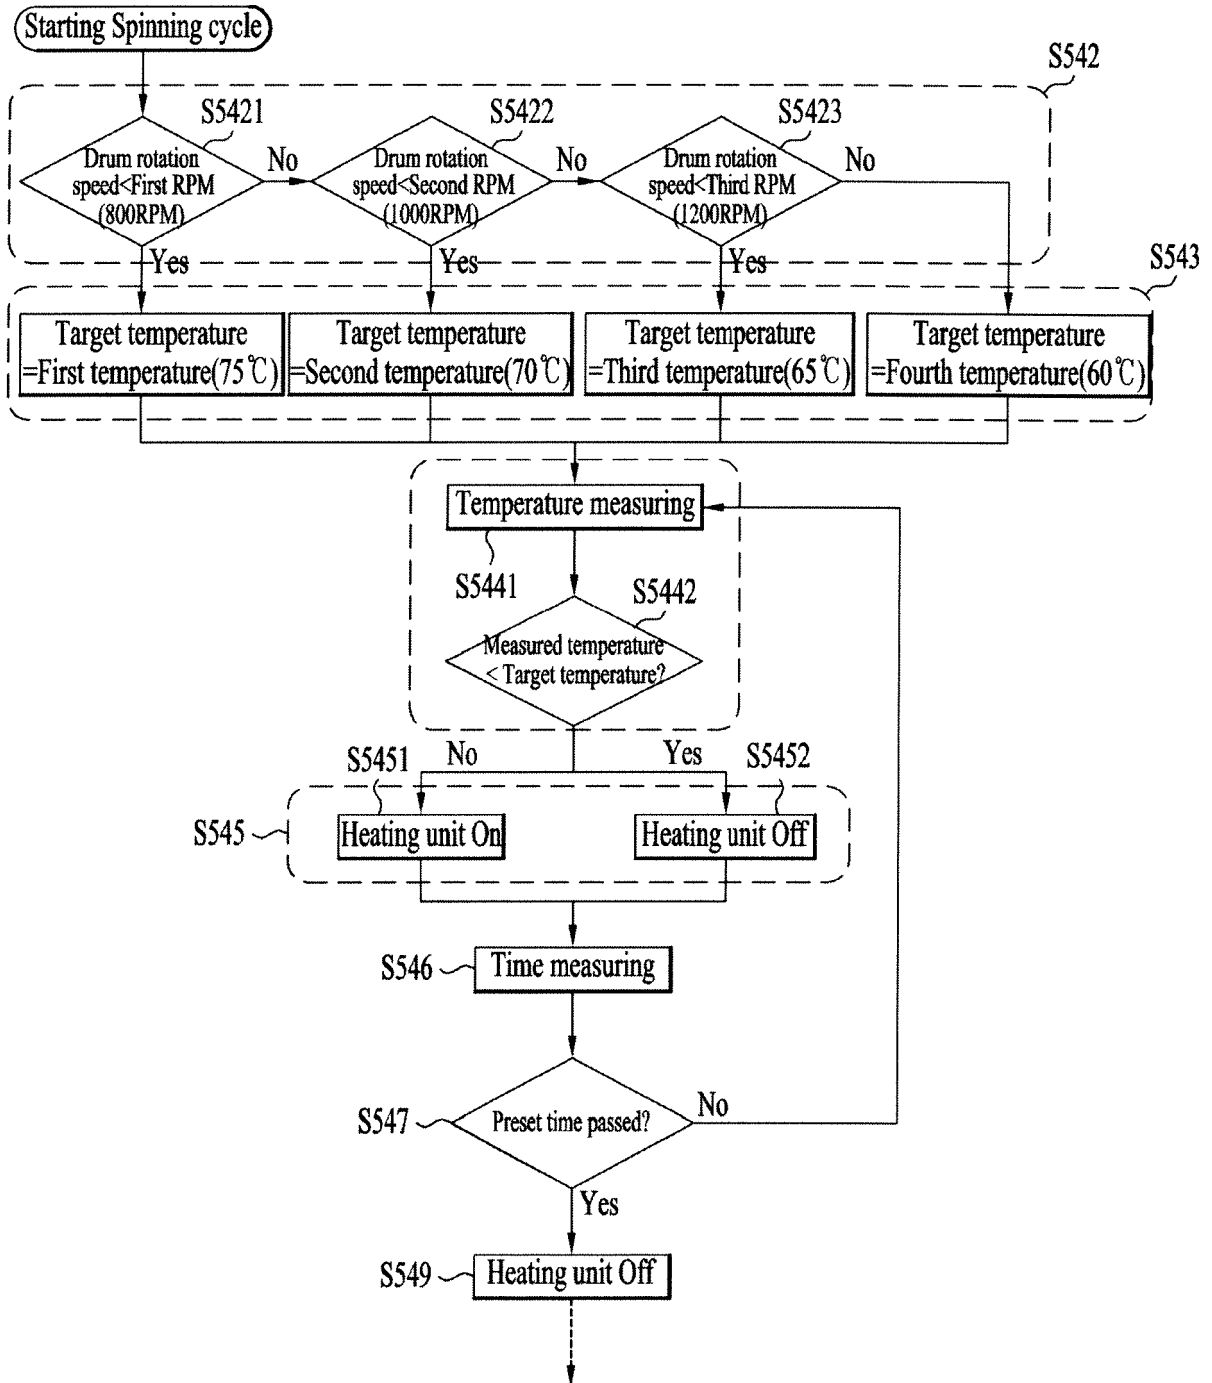 Starting Spinning cycle
S542
S5421
S5422
S5423
Drum rotation
speed<First RPM
(800RPM)
No
Drum rotation
speed<Second RPM
(1000RPM)
No
Drum rotation
speed<Third RPM
(1200RPM)
No
Yes
Yes
Yes
S543
Target temperature
=First temperature(75℃)
Target temperature
=Second temperature(70℃)
Target temperature
=Third temperature(65℃)
Target temperature
=Fourth temperature(60℃)
Temperature measuring
S5441
S5442
Measured temperature
< Target temperature?
No
Yes
S5451
S5452
S545
Heating unit On
Heating unit Off
S546
Time measuring
S547
Preset time passed?
No
Yes
S549
Heating unit Off